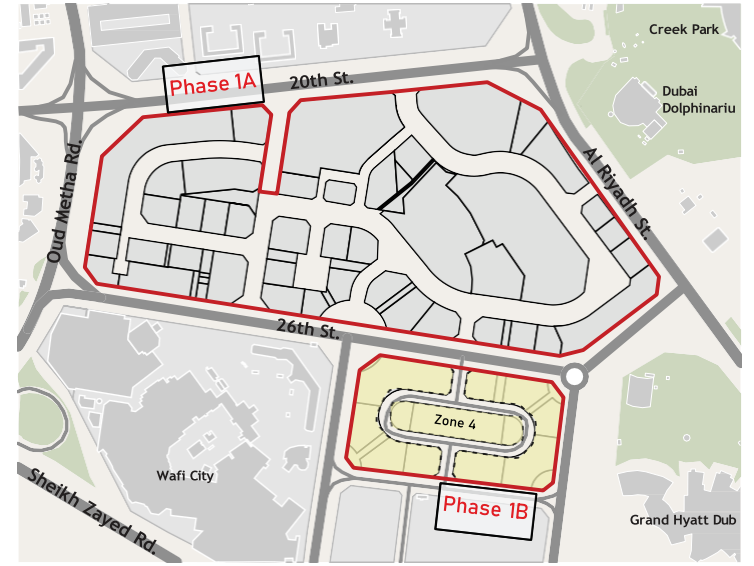 Creek Park
Phase 1A
20th St.
Dubai
Dolphinariu
Oud Metha Rd.
Al Riyadh St.
26th St.
Zone 4
Wafi City
Sheikh Zayed Rd.
Phase 1B
Grand Hyatt Dub